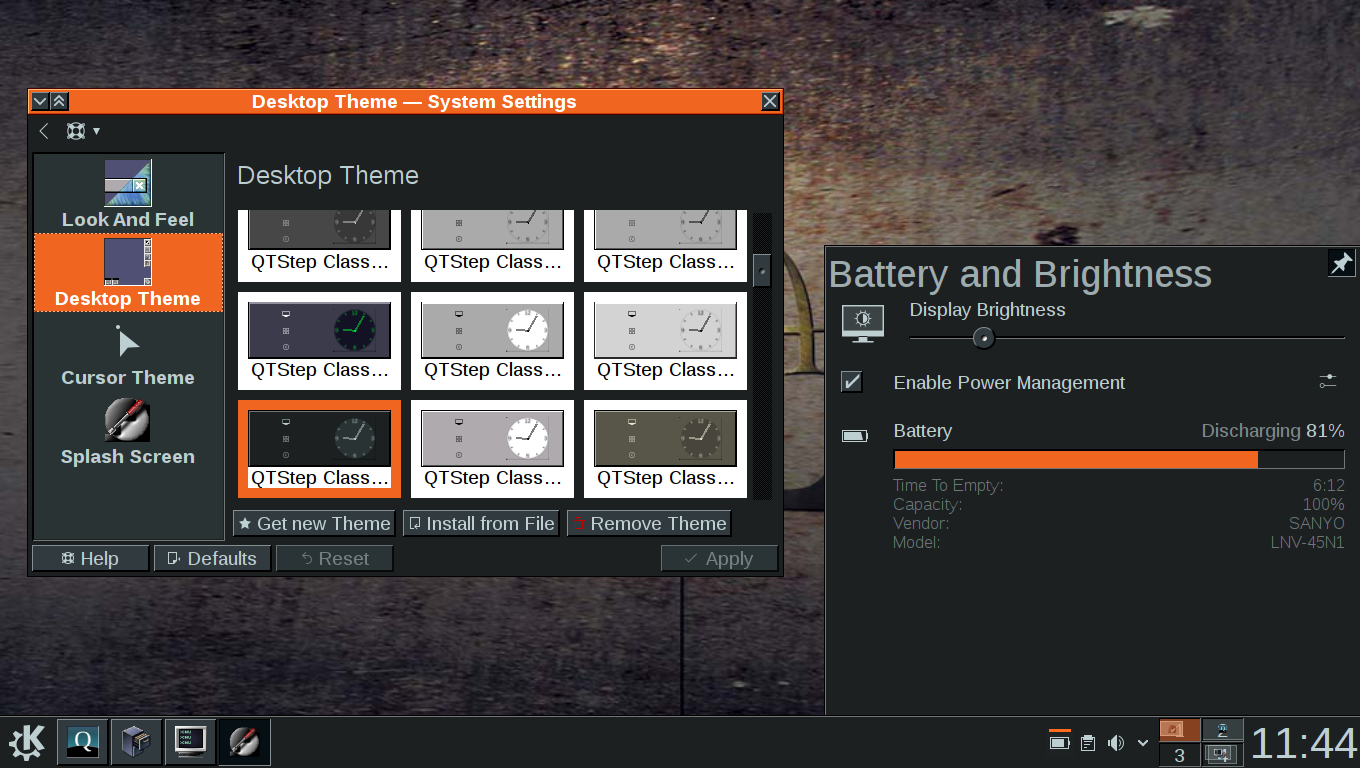 Desktop Theme — System Settings
Look And Feel
Desktop Theme
Cursor Theme
Splash Screen
Desktop Theme
QTStep Class... QTStep Class... QTStep Class...
QTStep Class... QTStep Class... QTStep Class...
QTStep Class... QTStep Class... QTStep Class...
Get new Theme Install from File Remove Theme
Help Defaults Reset Apply
Battery and Brightness
Display Brightness
Enable Power Management
Battery Discharging 81%
Time To Empty: 6:12
Capacity: 100%
Vendor: SANYO
Model: LNV-45N1
Q
2
3
11:44